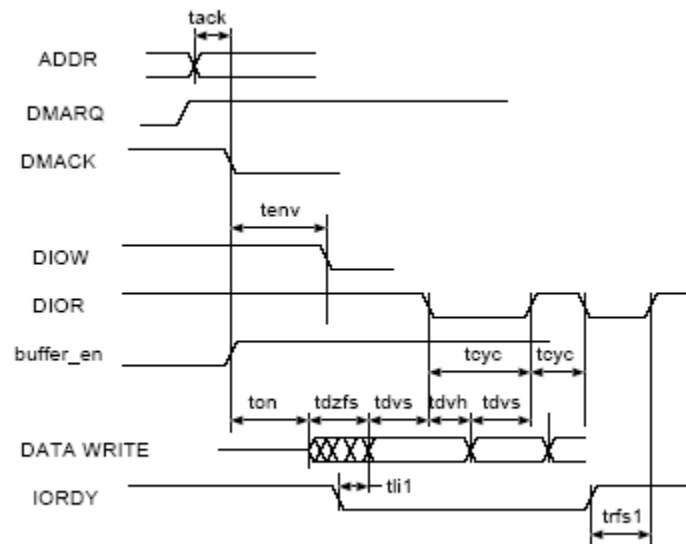 tack
ADDR
DMARQ
DMACK
tenv
DIOW
DIOR
buffer_en
tcyc tcyc
ton tdzfs tdvs tdvh tdvs
DATA WRITE
tli1
IORDY
trfs1